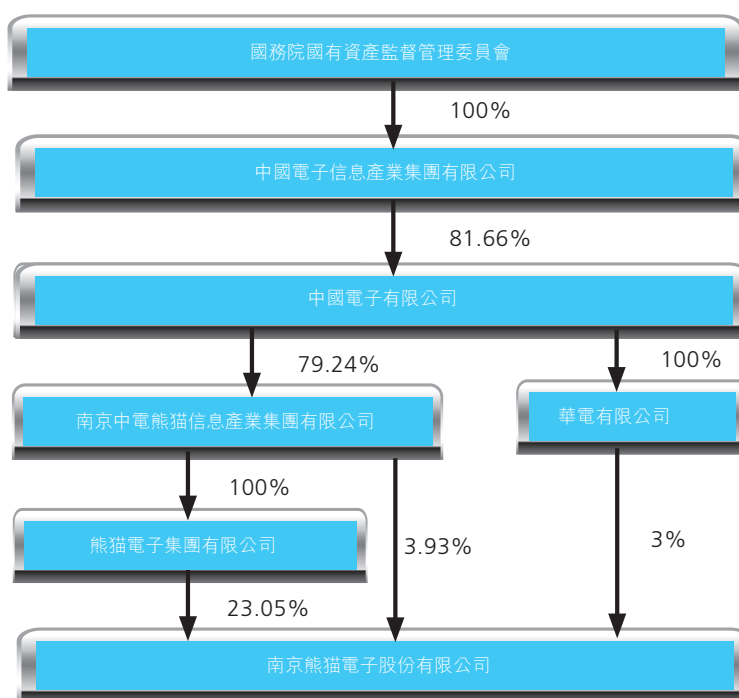 國務院國有資產監督管理委員會
100%
中國電子信息產業集團有限公司
81.66%
中國電子有限公司
79.24%
100%
南京中電熊猫信息產業集團有限公司
華電有限公司
100%
3.93%
3%
熊猫電子集團有限公司
23.05%
南京熊猫電子股份有限公司